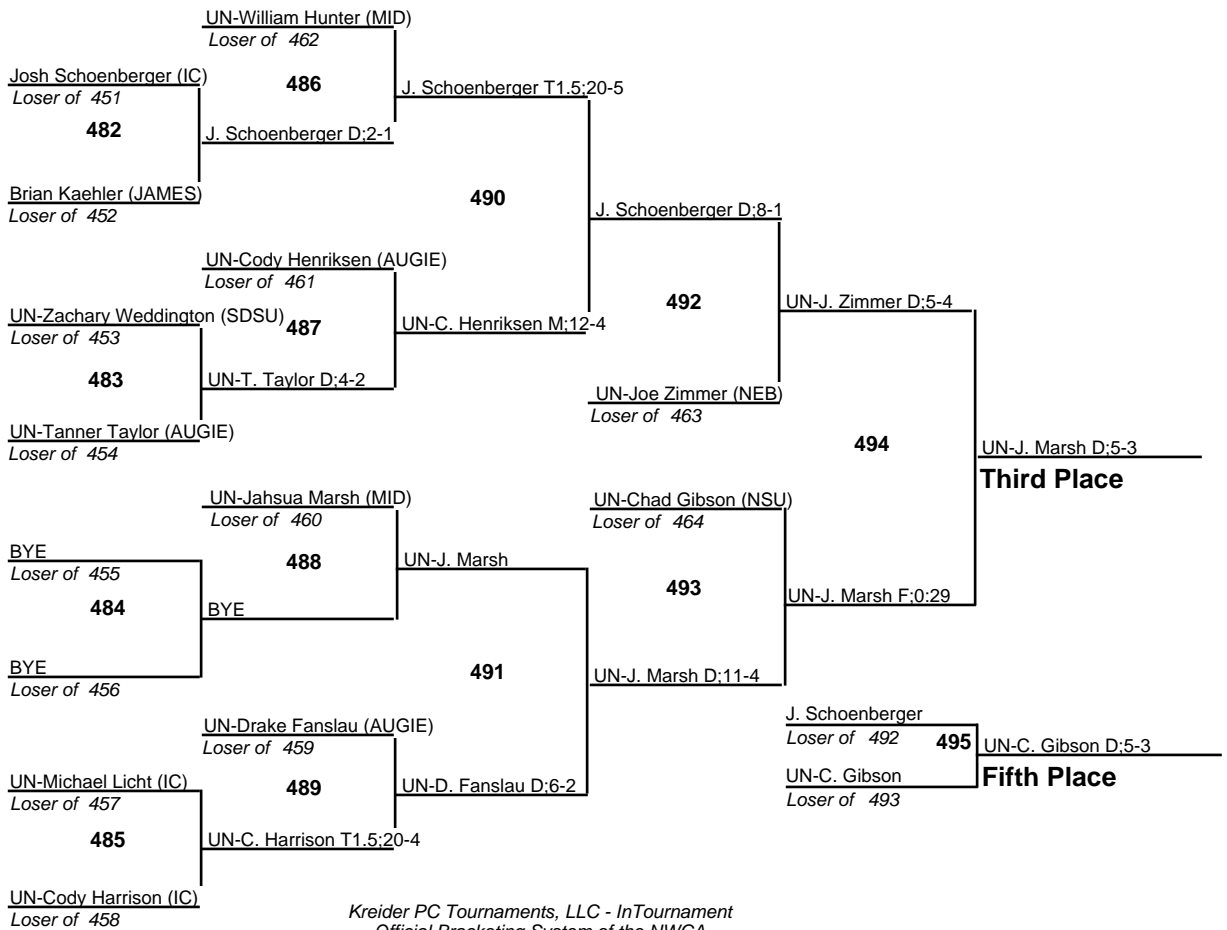 UN-William Hunter (MID)
Loser of 462
Josh Schoenberger (IC)
Loser of 451
486
J. Schoenberger T1.5;20-5
482
J. Schoenberger D;2-1
Brian Kaehler (JAMES)
Loser of 452
490
J. Schoenberger D;8-1
UN-Cody Henriksen (AUGIE)
Loser of 461
UN-Zachary Weddington (SDSU)
Loser of 453
487
UN-C. Henriksen M;12-4
492
UN-J. Zimmer D;5-4
483
UN-T. Taylor D;4-2
UN-Joe Zimmer (NEB)
Loser of 463
UN-Tanner Taylor (AUGIE)
Loser of 454
494
UN-J. Marsh D;5-3
Third Place
UN-Jahsua Marsh (MID)
Loser of 460
UN-Chad Gibson (NSU)
Loser of 464
BYE
Loser of 455
488
UN-J. Marsh
493
484
BYE
UN-J. Marsh F;0:29
BYE
Loser of 456
491
UN-J. Marsh D;11-4
UN-Drake Fanslau (AUGIE)
Loser of 459
J. Schoenberger
Loser of 492
495
UN-C. Gibson D;5-3
Fifth Place
UN-C. Gibson
Loser of 493
UN-Michael Licht (IC)
Loser of 457
489
UN-D. Fanslau D;6-2
485
UN-C. Harrison T1.5;20-4
UN-Cody Harrison (IC)
Loser of 458
Kreider PC Tournaments, LLC - InTournament
Official Bracketing System of the NWCA